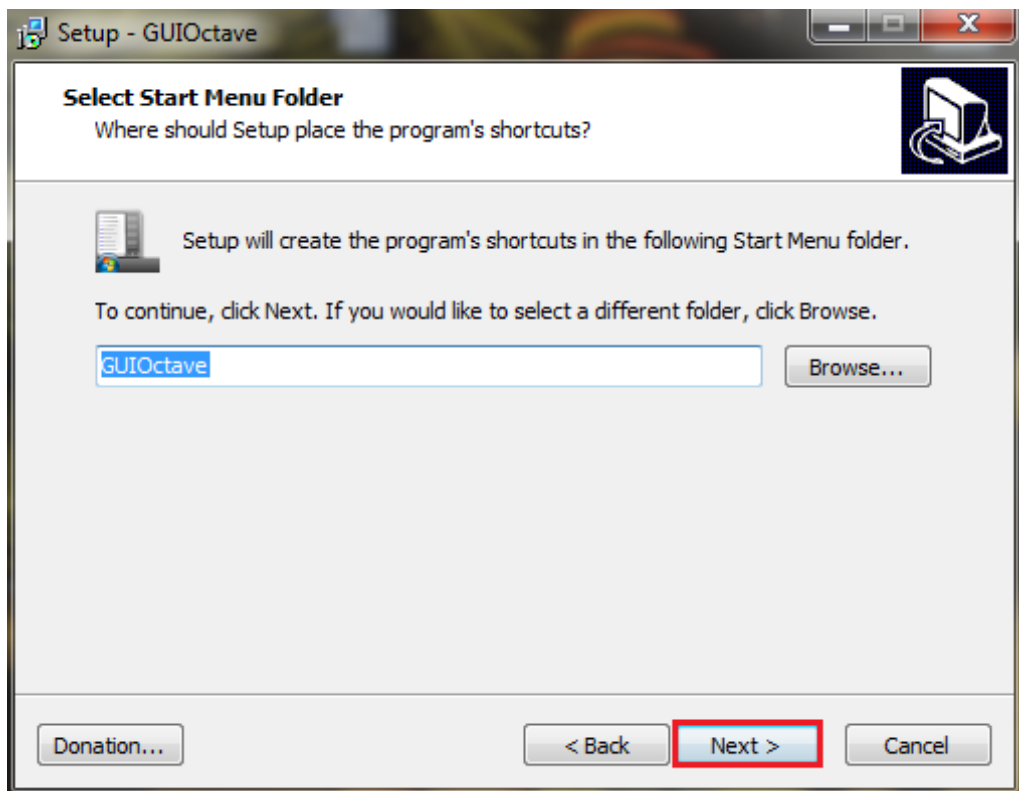 Setup - GUIOctave
Select Start Menu Folder
Where should Setup place the program's shortcuts?
Setup will create the program's shortcuts in the following Start Menu folder.
To continue, click Next. If you would like to select a different folder, click Browse.
GUIOctave
Browse...
Donation...
< Back
Next >
Cancel